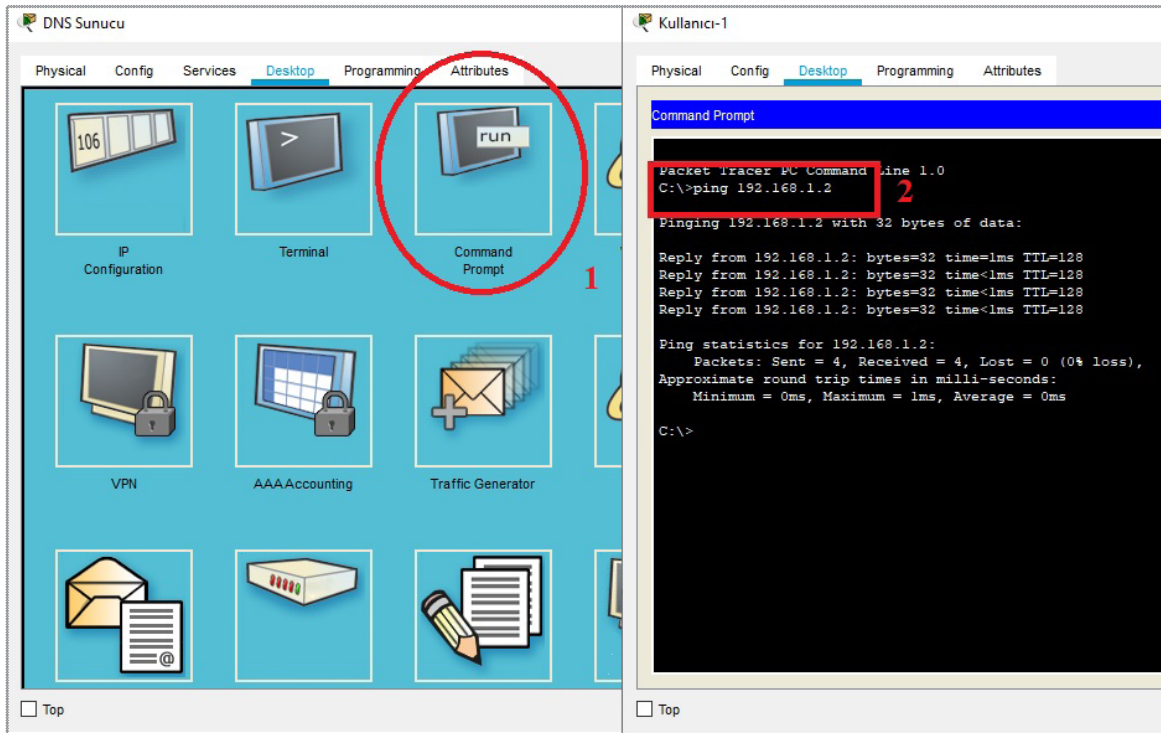 DNS Sunucu
Physical Config Services Desktop Programming Attributes
106
>
run
IP
Configuration
Terminal
Command
Prompt
1
VPN
AAA Accounting
Traffic Generator
@
Top
Kullanıcı-1
Physical Config Desktop Programming Attributes
Command Prompt
Packet Tracer PC Command Line 1.0
C:\>ping 192.168.1.2
2
Pinging 192.168.1.2 with 32 bytes of data:
Reply from 192.168.1.2: bytes=32 time=1ms TTL=128
Reply from 192.168.1.2: bytes=32 time<1ms TTL=128
Reply from 192.168.1.2: bytes=32 time<1ms TTL=128
Reply from 192.168.1.2: bytes=32 time<1ms TTL=128
Ping statistics for 192.168.1.2:
Packets: Sent = 4, Received = 4, Lost = 0 (0% loss),
Approximate round trip times in milli-seconds:
Minimum = 0ms, Maximum = 1ms, Average = 0ms
C:\>
Top